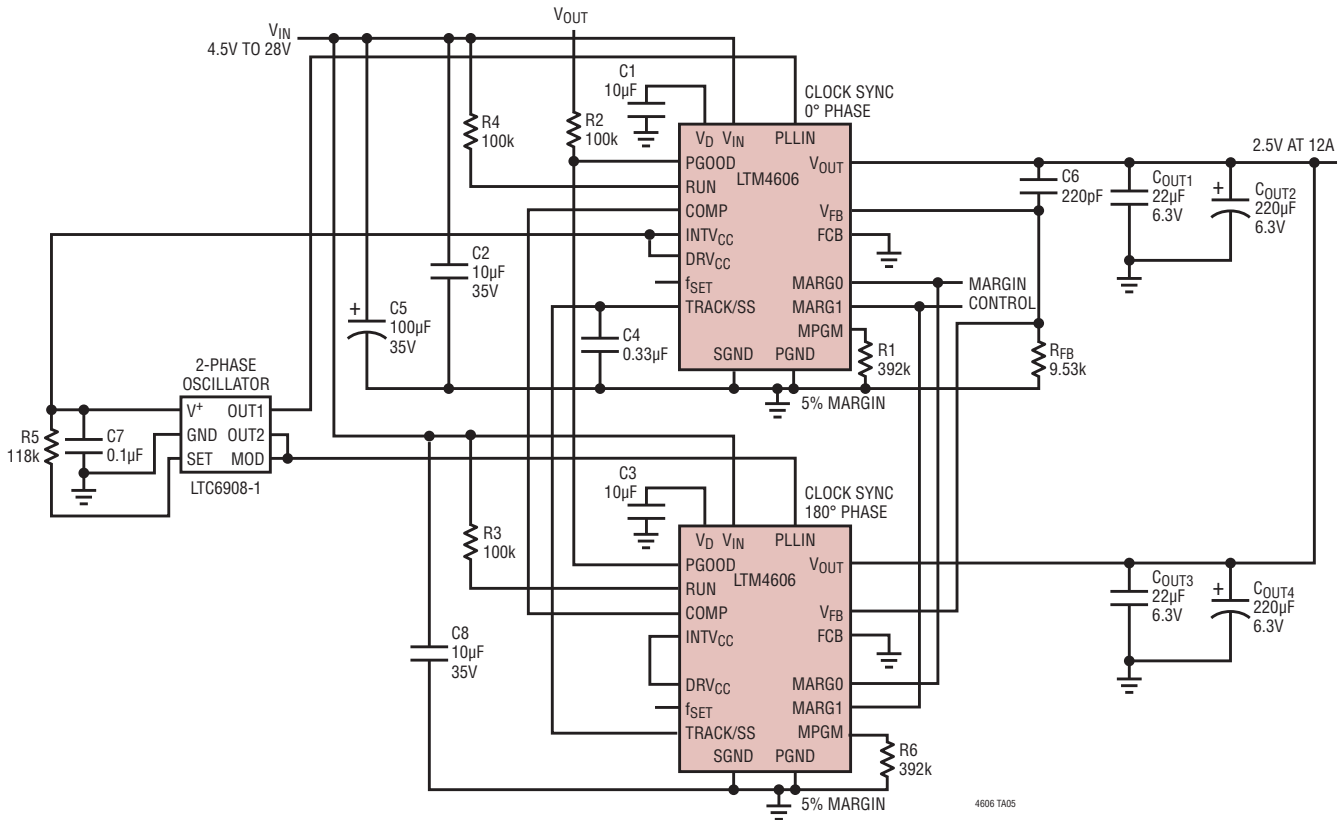 VIN
4.5V TO 28V
VOUT
C1
10µF
CLOCK SYNC
0° PHASE
R4
100k
R2
100k
VD
VIN
PLLIN
2.5V AT 12A
PGOOD
LTM4606
VOUT
C6
220pF
COUT1
22µF
6.3V
+
COUT2
220µF
6.3V
RUN
COMP
VFB
INTVCC
FCB
DRVCC
C2
10µF
35V
fSET
MARG0
MARGIN
CONTROL
TRACK/SS
MARG1
+
C5
100µF
35V
C4
0.33µF
MPGM
SGND
PGND
R1
392k
RFB
9.53k
5% MARGIN
2-PHASE
OSCILLATOR
V+
OUT1
GND
OUT2
SET
MOD
LTC6908-1
R5
118k
C7
0.1µF
C3
10µF
CLOCK SYNC
180° PHASE
R3
100k
VD
VIN
PLLIN
PGOOD
LTM4606
VOUT
COUT3
22µF
6.3V
+
COUT4
220µF
6.3V
RUN
COMP
VFB
INTVCC
FCB
C8
10µF
35V
DRVCC
MARG0
fSET
MARG1
TRACK/SS
MPGM
SGND
PGND
R6
392k
5% MARGIN
4606 TA05